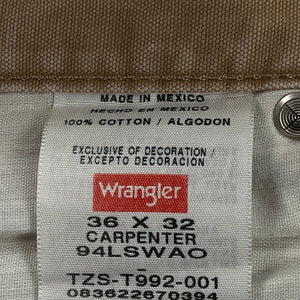 MADE IN MEXICO
HECHO EN MEXICO
100% COTTON / ALGODON
EXCLUSIVE OF DECORATION /
EXCEPTO DECORACION
Wrangler
36 X 32
CARPENTER
94LSWAO
–
TZS-T992-001
083622670394